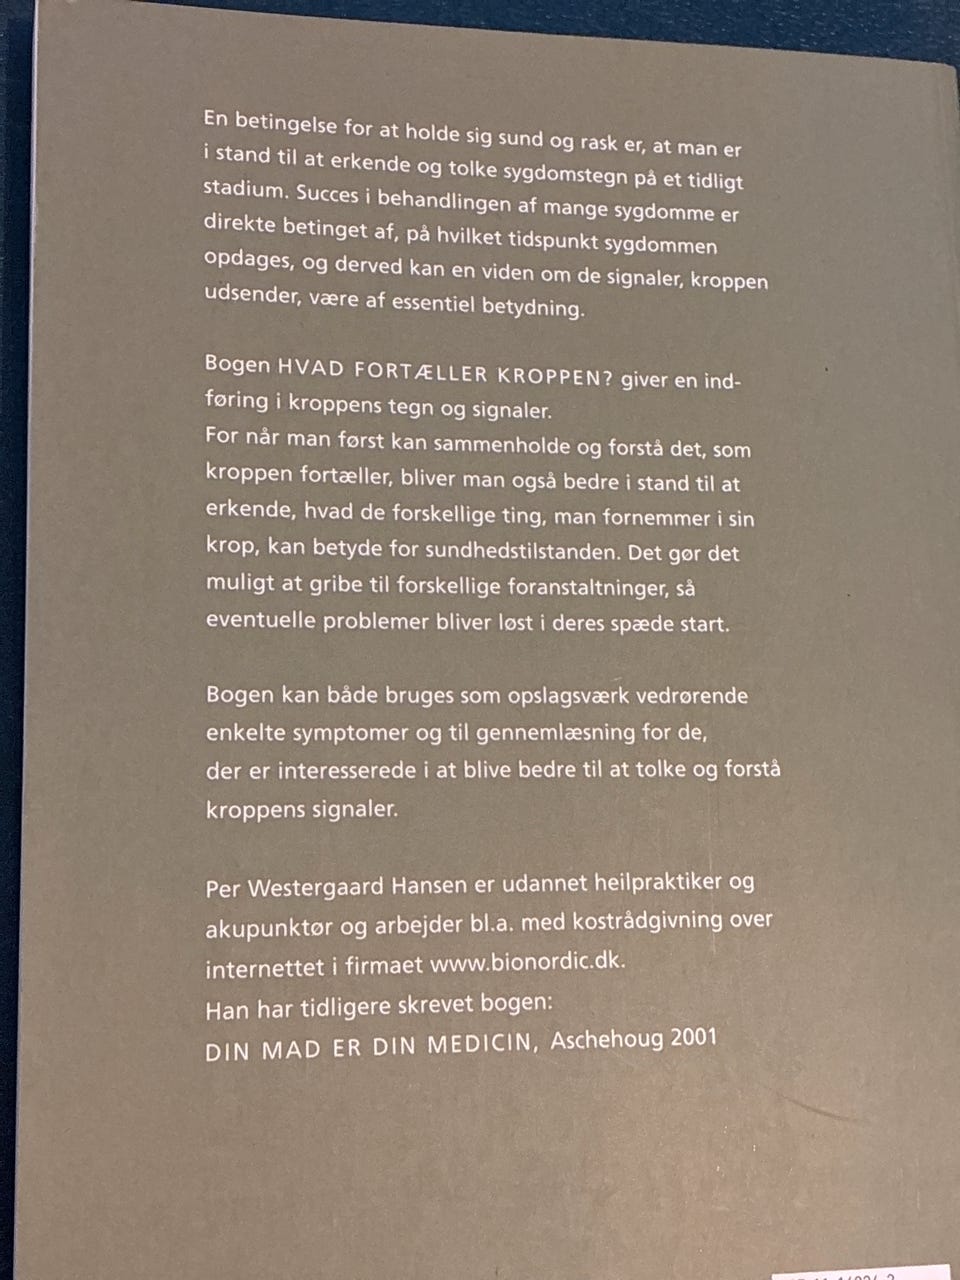 En betingelse for at holde sig sund og rask er, at man er
i stand til at erkende og tolke sygdomstegn på et tidligt
stadium. Succes i behandlingen af mange sygdomme er
direkte betinget af, på hvilket tidspunkt sygdommen
opdages, og derved kan en viden om de signaler, kroppen
udsender, være af essentiel betydning.
Bogen HVAD FORTÆLLER KROPPEN? giver en ind-
føring i kroppens tegn og signaler.
For når man først kan sammenholde og forstå det, som
kroppen fortæller, bliver man også bedre i stand til at
erkende, hvad de forskellige ting, man fornemmer i sin
krop, kan betyde for sundhedstilstanden. Det gør det
muligt at gribe til forskellige foranstaltninger, så
eventuelle problemer bliver løst i deres spæde start.
Bogen kan både bruges som opslagsværk vedrørende
enkelte symptomer og til gennemlæsning for de,
der er interesserede i at blive bedre til at tolke og forstå
kroppens signaler.
Per Westergaard Hansen er udannet heilpraktiker og
akupunktør og arbejder bl.a. med kostrådgivning over
internettet i firmaet www.bionordic.dk.
Han har tidligere skrevet bogen:
DIN MAD ER DIN MEDICIN, Aschehoug 2001